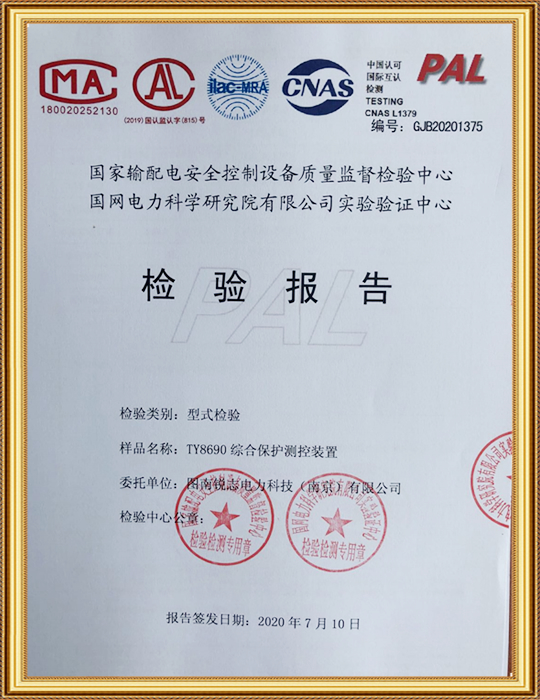 MA
180020252130
CAL
(2019)国认监认字(815)号
ilac-MRA
CNAS
中国认可
国际互认
检测
TESTING
CNAS L1379
PAL
编号: GJB20201375
国家输配电安全控制设备质量监督检验中心
国网电力科学研究院有限公司实验验证中心
PAL
检 验 报 告
检验类别: 型式检验
样品名称: TY8690 综合保护测控装置
委托单位: 图南锐志电力科技（南京）有限公司
检验中心公章:
检验检测专用章
检验检测专用章
报告签发日期: 2020 年 7 月 10 日